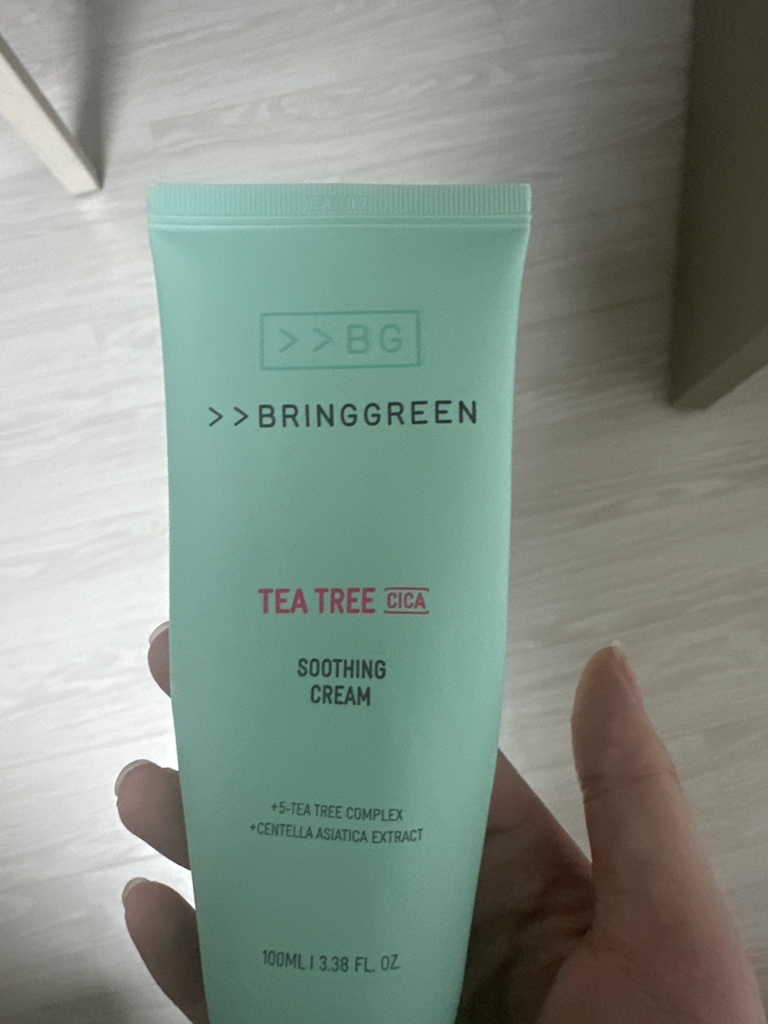 >>BG
>>BRINGGREEN
TEA TREE CICA
SOOTHING
CREAM
+5-TEA TREE COMPLEX
+CENTELLA ASIATICA EXTRACT
100ML | 3.38 FL. OZ.